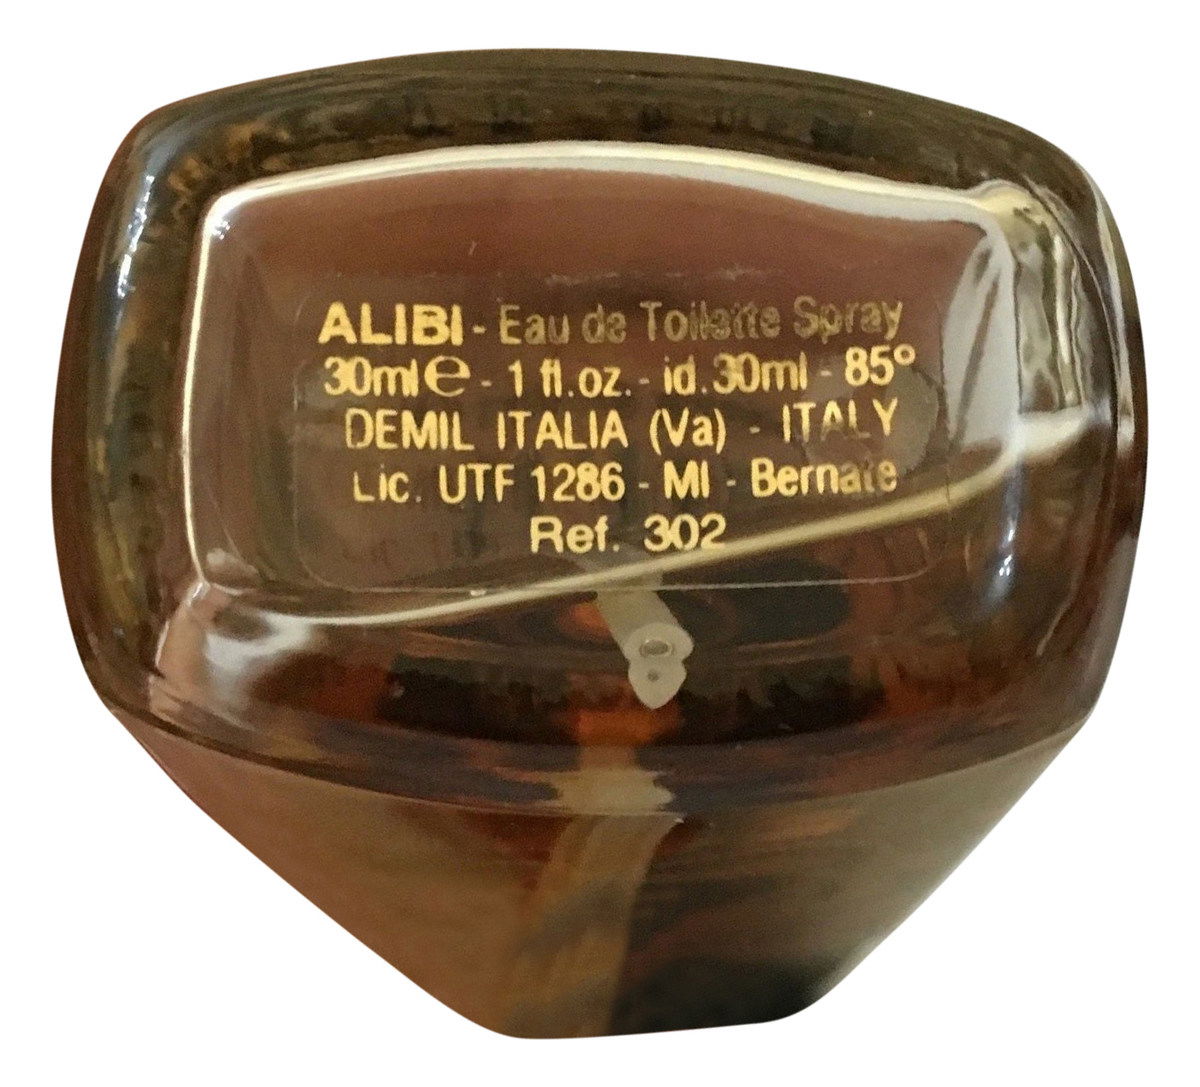 ALIBI - Eau de Toilette Spray
30ml ℮ - 1 fl.oz. - id.30ml - 85°
DEMIL ITALIA (Va) - ITALY
Lic. UTF 1286 - MI - Bernate
Ref. 302